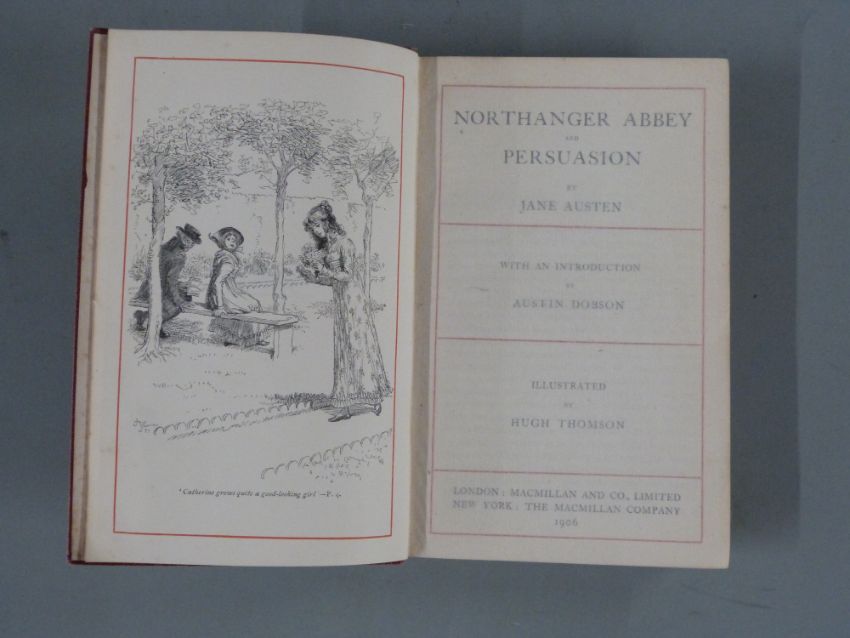 'Catherine grows quite a good-looking girl'—P. 4.
NORTHANGER ABBEY
AND
PERSUASION
BY
JANE AUSTEN
WITH AN INTRODUCTION
BY
AUSTIN DOBSON
ILLUSTRATED
BY
HUGH THOMSON
LONDON: MACMILLAN AND CO., LIMITED
NEW YORK: THE MACMILLAN COMPANY
1906